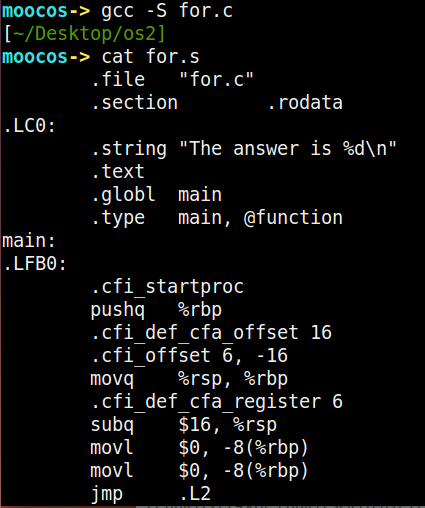 moocos-> gcc -S for.c
[~/Desktop/os2]
moocos-> cat for.s
.file "for.c"
.section .rodata
.LC0:
.string "The answer is %d\n"
.text
.globl main
.type main, @function
main:
.LFB0:
.cfi_startproc
pushq %rbp
.cfi_def_cfa_offset 16
.cfi_offset 6, -16
movq %rsp, %rbp
.cfi_def_cfa_register 6
subq $16, %rsp
movl $0, -8(%rbp)
movl $0, -8(%rbp)
jmp .L2